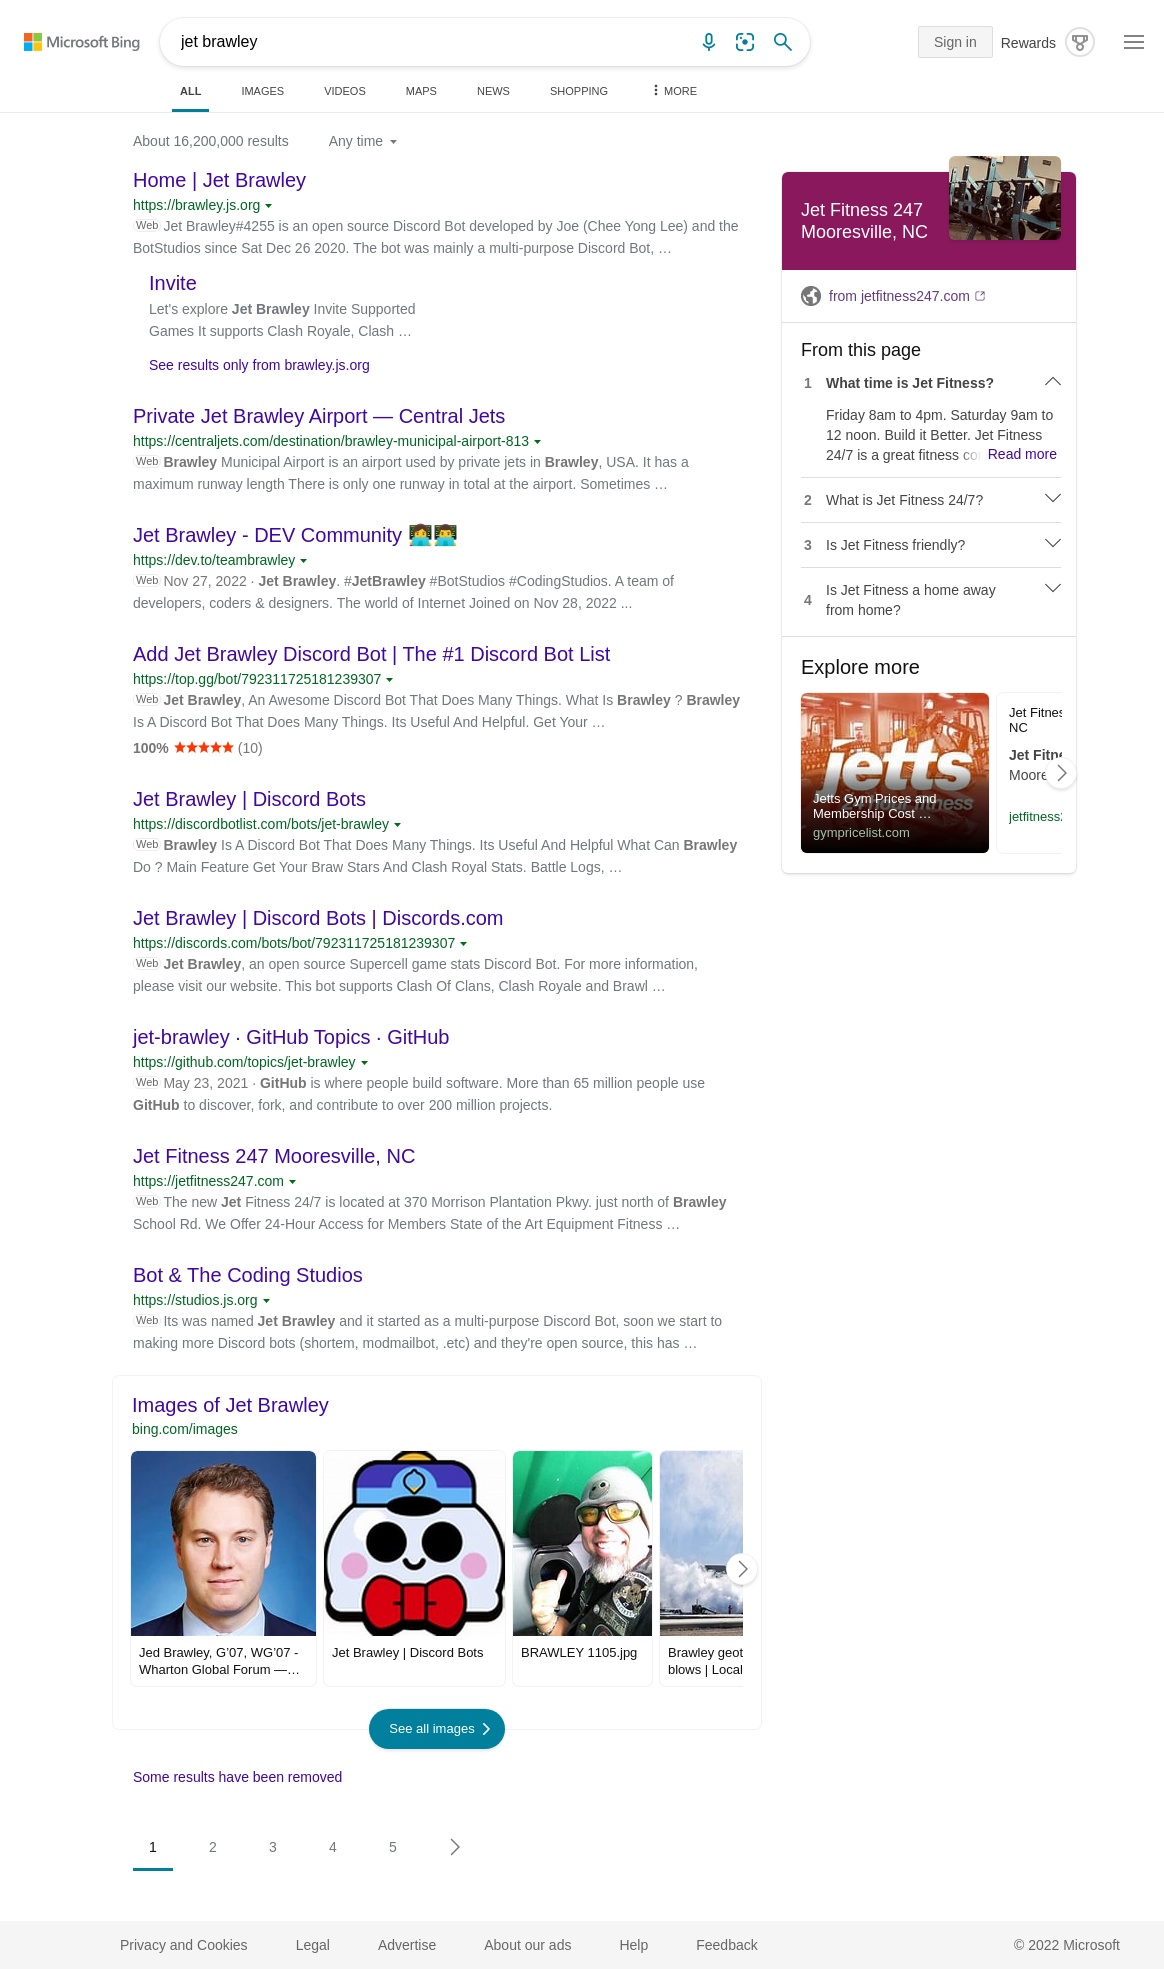 Microsoft Bing
jet brawley
Sign in
Rewards
ALL
IMAGES
VIDEOS
MAPS
NEWS
SHOPPING
MORE
About 16,200,000 results
Any time
Home | Jet Brawley
https://brawley.js.org
Web Jet Brawley#4255 is an open source Discord Bot developed by Joe (Chee Yong Lee) and the
BotStudios since Sat Dec 26 2020. The bot was mainly a multi-purpose Discord Bot, …
Invite
Let's explore Jet Brawley Invite Supported
Games It supports Clash Royale, Clash …
See results only from brawley.js.org
Private Jet Brawley Airport — Central Jets
https://centraljets.com/destination/brawley-municipal-airport-813
Web Brawley Municipal Airport is an airport used by private jets in Brawley, USA. It has a
maximum runway length There is only one runway in total at the airport. Sometimes …
Jet Brawley - DEV Community 👩‍💻👨‍💻
https://dev.to/teambrawley
Web Nov 27, 2022 · Jet Brawley. #JetBrawley #BotStudios #CodingStudios. A team of
developers, coders & designers. The world of Internet Joined on Nov 28, 2022 ...
Add Jet Brawley Discord Bot | The #1 Discord Bot List
https://top.gg/bot/792311725181239307
Web Jet Brawley, An Awesome Discord Bot That Does Many Things. What Is Brawley ? Brawley
Is A Discord Bot That Does Many Things. Its Useful And Helpful. Get Your …
100% ★★★★★ (10)
Jet Brawley | Discord Bots
https://discordbotlist.com/bots/jet-brawley
Web Brawley Is A Discord Bot That Does Many Things. Its Useful And Helpful What Can Brawley
Do ? Main Feature Get Your Braw Stars And Clash Royal Stats. Battle Logs, …
Jet Brawley | Discord Bots | Discords.com
https://discords.com/bots/bot/792311725181239307
Web Jet Brawley, an open source Supercell game stats Discord Bot. For more information,
please visit our website. This bot supports Clash Of Clans, Clash Royale and Brawl …
jet-brawley · GitHub Topics · GitHub
https://github.com/topics/jet-brawley
Web May 23, 2021 · GitHub is where people build software. More than 65 million people use
GitHub to discover, fork, and contribute to over 200 million projects.
Jet Fitness 247 Mooresville, NC
https://jetfitness247.com
Web The new Jet Fitness 24/7 is located at 370 Morrison Plantation Pkwy. just north of Brawley
School Rd. We Offer 24-Hour Access for Members State of the Art Equipment Fitness …
Bot & The Coding Studios
https://studios.js.org
Web Its was named Jet Brawley and it started as a multi-purpose Discord Bot, soon we start to
making more Discord bots (shortem, modmailbot, .etc) and they're open source, this has …
Images of Jet Brawley
bing.com/images
Jed Brawley, G'07, WG'07 -
Wharton Global Forum —…
Jet Brawley | Discord Bots
BRAWLEY 1105.jpg
Brawley geot
blows | Local
See all images
Some results have been removed
1
2
3
4
5
Jet Fitness 247
Mooresville, NC
from jetfitness247.com
From this page
1 What time is Jet Fitness?
Friday 8am to 4pm. Saturday 9am to
12 noon. Build it Better. Jet Fitness
24/7 is a great fitness co Read more
2 What is Jet Fitness 24/7?
3 Is Jet Fitness friendly?
4 Is Jet Fitness a home away
from home?
Explore more
jetts
24 hour fitness
Jetts Gym Prices and
Membership Cost …
gympricelist.com
Jet Fitnes
NC
Jet Fitne
Moore
jetfitness2
Privacy and Cookies
Legal
Advertise
About our ads
Help
Feedback
© 2022 Microsoft